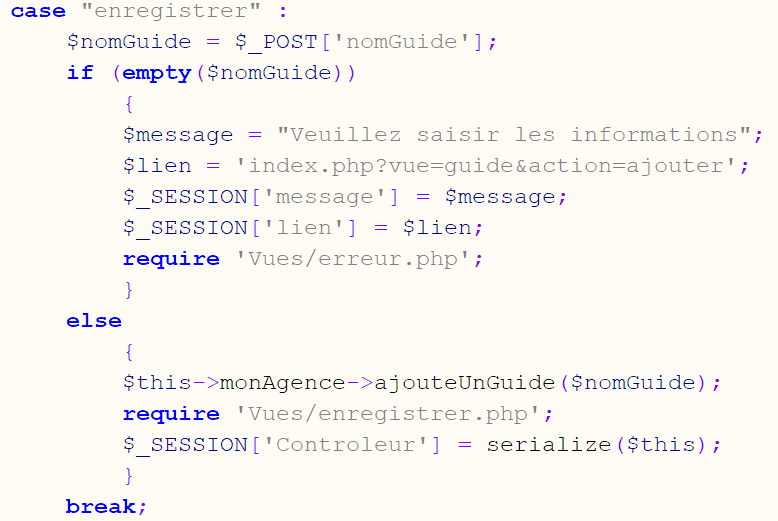 case "enregistrer" :
$nomGuide = $_POST['nomGuide'];
if (empty($nomGuide))
{
$message = "Veuillez saisir les informations";
$lien = 'index.php?vue=guide&action=ajouter';
$_SESSION['message'] = $message;
$_SESSION['lien'] = $lien;
require 'Vues/erreur.php';
}
else
{
$this->monAgence->ajouteUnGuide($nomGuide);
require 'Vues/enregistrer.php';
$_SESSION['Controleur'] = serialize($this);
}
break;